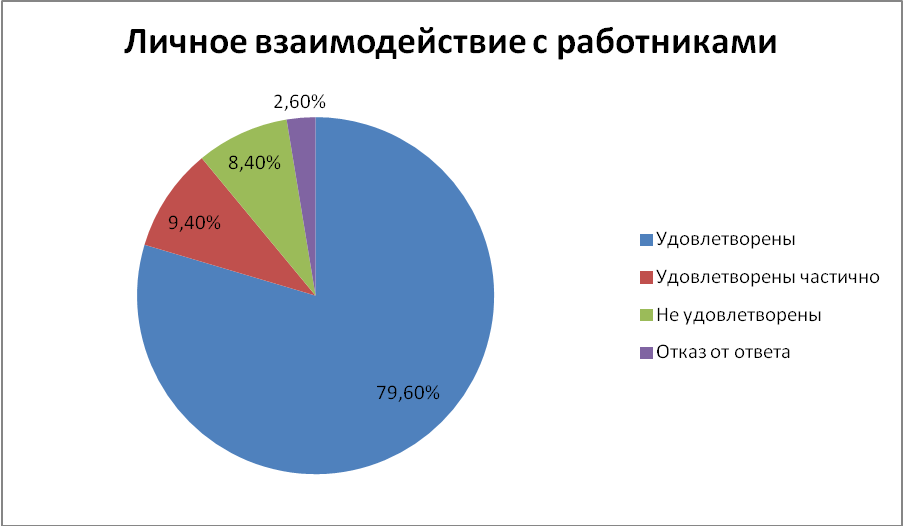 Личное взаимодействие с работниками
2,60%
8,40%
9,40%
79,60%
Удовлетворены
Удовлетворены частично
Не удовлетворены
Отказ от ответа